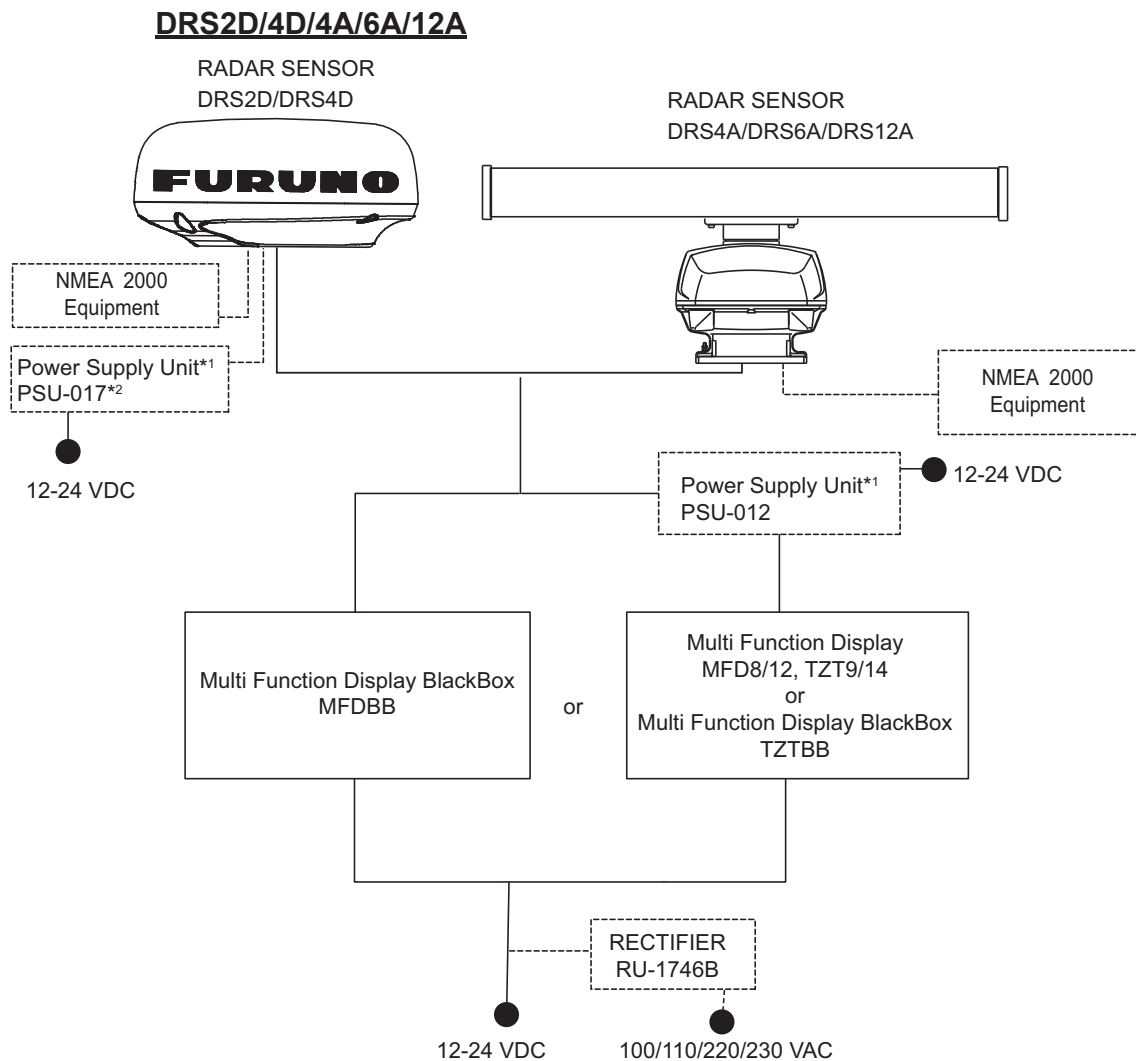 DRS2D/4D/4A/6A/12A
RADAR SENSOR
DRS2D/DRS4D
RADAR SENSOR
DRS4A/DRS6A/DRS12A
FURUNO
NMEA 2000
Equipment
Power Supply Unit*1
PSU-017*2
12-24 VDC
NMEA 2000
Equipment
Power Supply Unit*1
PSU-012
12-24 VDC
Multi Function Display BlackBox
MFDBB
or
Multi Function Display
MFD8/12, TZT9/14
or
Multi Function Display BlackBox
TZTBB
RECTIFIER
RU-1746B
12-24 VDC
100/110/220/230 VAC